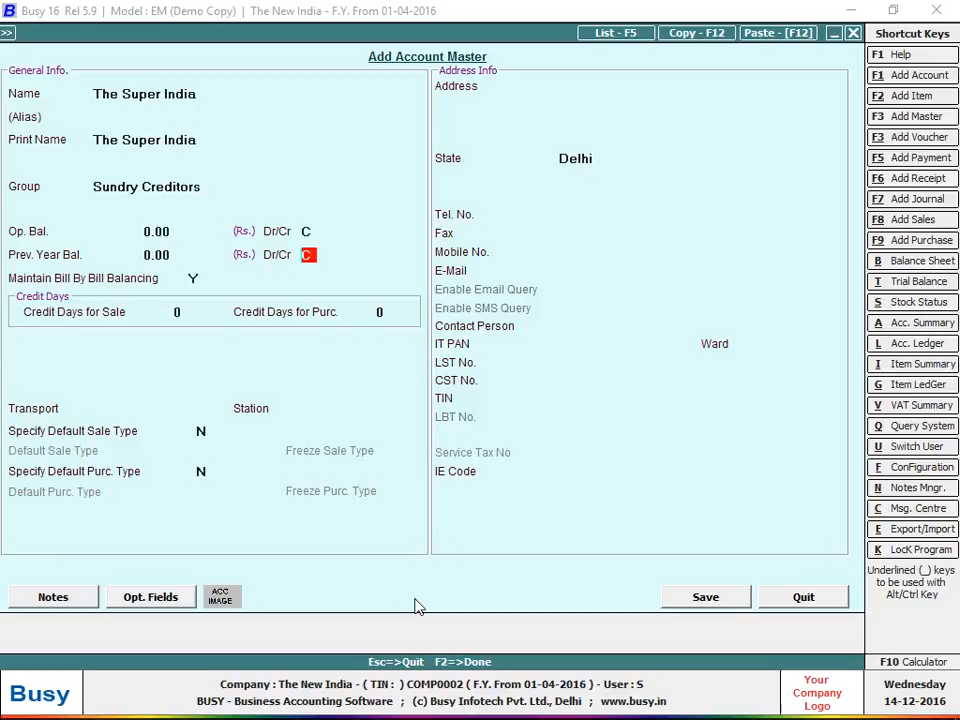 Busy 16 Rel 5.9 | Model : EM (Demo Copy) | The New India - F.Y. From 01-04-2016
>> List - F5 Copy - F12 Paste - [F12]
Add Account Master
General Info.
Name The Super India
(Alias)
Print Name The Super India
Group Sundry Creditors
Op. Bal. 0.00 (Rs.) Dr/Cr C
Prev. Year Bal. 0.00 (Rs.) Dr/Cr C
Maintain Bill By Bill Balancing Y
Credit Days
Credit Days for Sale 0 Credit Days for Purc. 0
Transport Station
Specify Default Sale Type N
Default Sale Type Freeze Sale Type
Specify Default Purc. Type N
Default Purc. Type Freeze Purc. Type
Address Info
Address
State Delhi
Tel. No.
Fax
Mobile No.
E-Mail
Enable Email Query
Enable SMS Query
Contact Person
IT PAN Ward
LST No.
CST No.
TIN
LBT No.
Service Tax No
IE Code
Notes Opt. Fields ACC IMAGE Save Quit
Esc=>Quit F2=>Done
Busy
Company : The New India - ( TIN : ) COMP0002 ( F.Y. From 01-04-2016 ) - User : S
BUSY - Business Accounting Software ; (c) Busy Infotech Pvt. Ltd., Delhi ; www.busy.in
Your
Company
Logo
Shortcut Keys
F1 Help
F1 Add Account
F2 Add Item
F3 Add Master
F3 Add Voucher
F5 Add Payment
F6 Add Receipt
F7 Add Journal
F8 Add Sales
F9 Add Purchase
B Balance Sheet
T Trial Balance
S Stock Status
A Acc. Summary
L Acc. Ledger
I Item Summary
G Item LedGer
V VAT Summary
Q Query System
U Switch User
F Configuration
N Notes Mngr.
C Msg. Centre
E Export/Import
K LocK Program
Underlined (_) keys
to be used with
Alt/Ctrl Key
F10 Calculator
Wednesday
14-12-2016